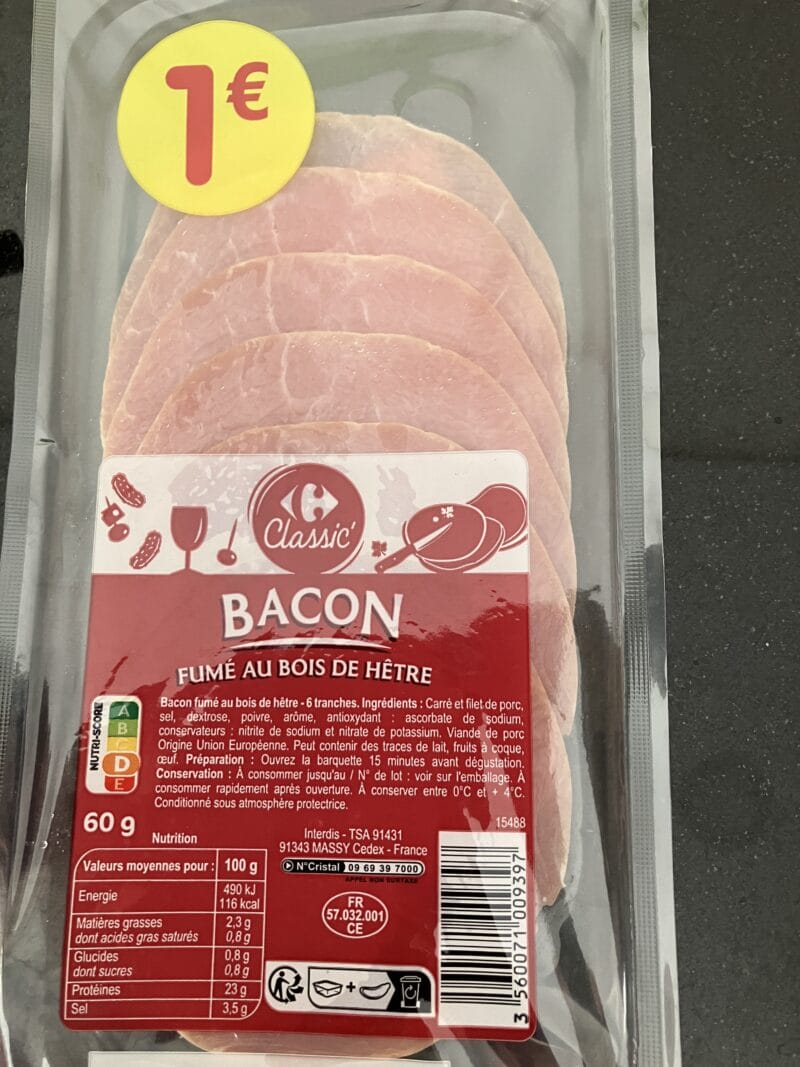 1€
Classic'
BACON
FUMÉ AU BOIS DE HÊTRE
NUTRI-SCORE
A
B
C
D
E
Bacon fumé au bois de hêtre - 6 tranches. Ingrédients : Carré et filet de porc,
sel, dextrose, poivre, arôme, antioxydant : ascorbate de sodium,
conservateurs : nitrite de sodium et nitrate de potassium. Viande de porc
Origine Union Européenne. Peut contenir des traces de lait, fruits à coque,
œuf. Préparation : Ouvrez la barquette 15 minutes avant dégustation.
Conservation : À consommer jusqu'au / N° de lot : voir sur l'emballage. À
consommer rapidement après ouverture. À conserver entre 0°C et + 4°C.
Conditionné sous atmosphère protectrice.
60 g
15488
Nutrition
Valeurs moyennes pour : 100 g
Energie 490 kJ
116 kcal
Matières grasses 2,3 g
dont acides gras saturés 0,8 g
Glucides 0,8 g
dont sucres 0,8 g
Protéines 23 g
Sel 3,5 g
Interdis - TSA 91431
91343 MASSY Cedex - France
N°Cristal 09 69 39 7000
APPEL NON SURTAXÉ
FR
57.032.001
CE
3 560071 009397